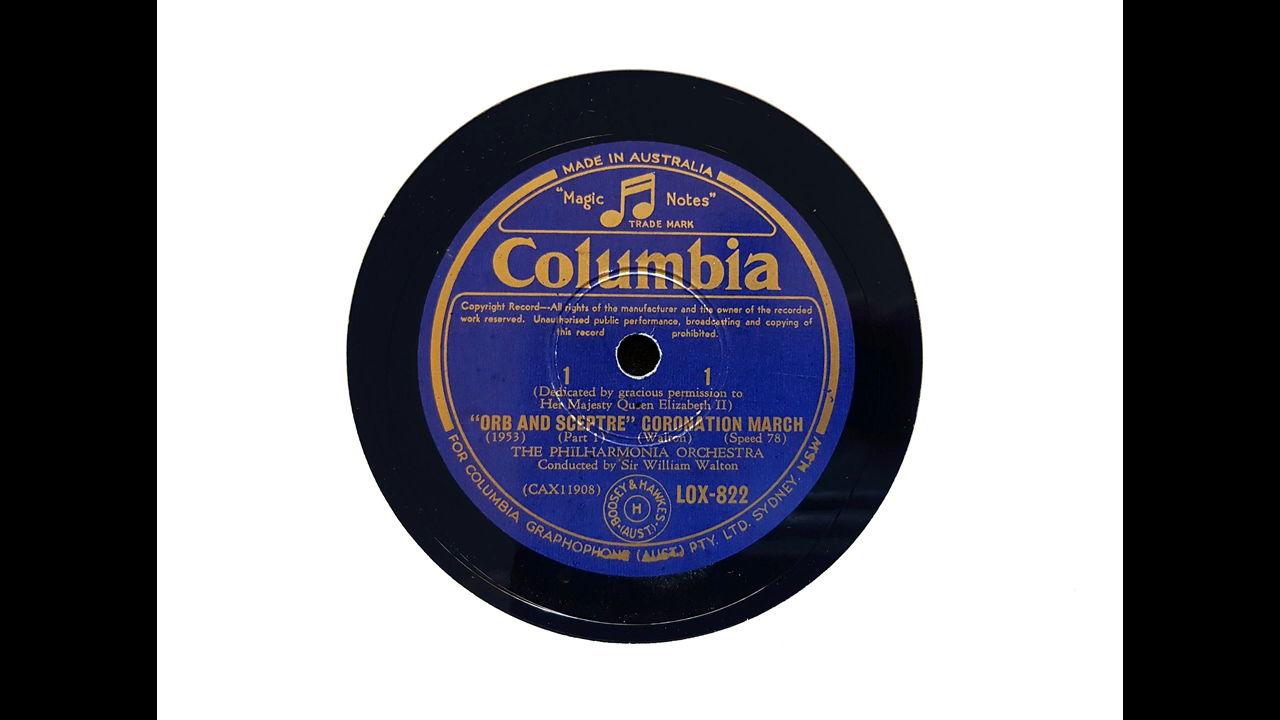 MADE IN AUSTRALIA
"Magic Notes"
TRADE MARK
Columbia
Copyright Record—All rights of the manufacturer and the owner of the recorded
work reserved. Unauthorised public performance, broadcasting and copying of
this record prohibited.
1 1
(Dedicated by gracious permission to
Her Majesty Queen Elizabeth II)
"ORB AND SCEPTRE" CORONATION MARCH
(1953) (Part 1) (Walton) (Speed 78)
THE PHILHARMONIA ORCHESTRA
Conducted by Sir William Walton
(CAX11908) LOX-822
BOOSEY & HAWKES
(AUST.)
H
FOR COLUMBIA GRAPHOPHONE (AUST.) PTY. LTD. SYDNEY. N.S.W